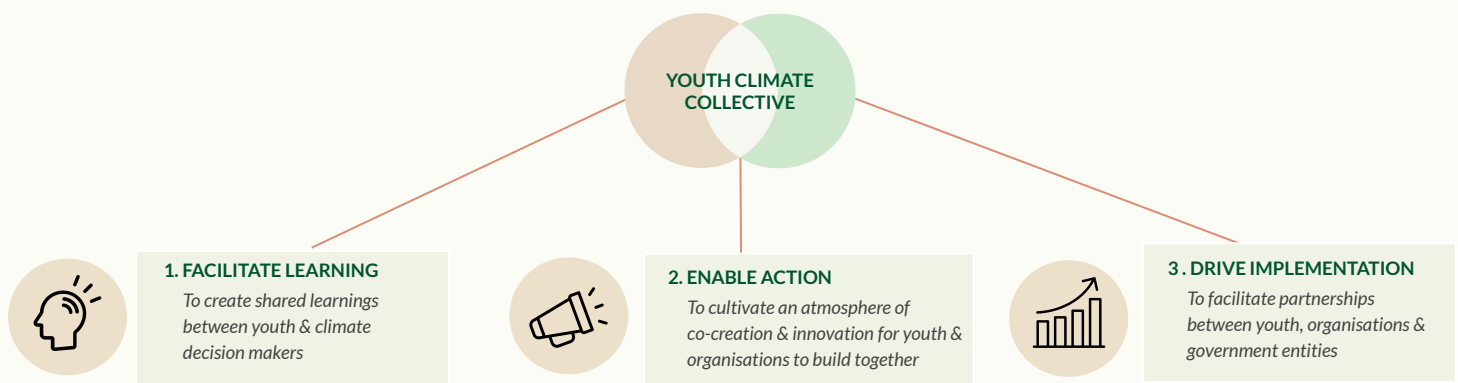 YOUTH CLIMATE
COLLECTIVE
1. FACILITATE LEARNING
To create shared learnings
between youth & climate
decision makers
2. ENABLE ACTION
To cultivate an atmosphere of
co-creation & innovation for youth &
organisations to build together
3 . DRIVE IMPLEMENTATION
To facilitate partnerships
between youth, organisations &
government entities